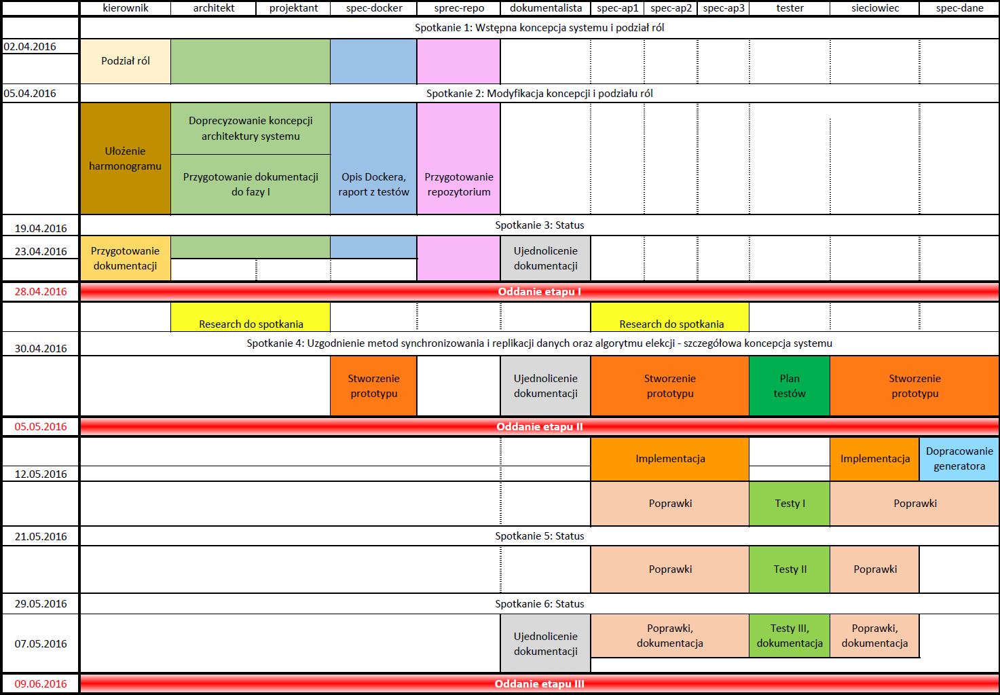 kierownik architekt projektant spec-docker sprec-repo dokumentalista spec-ap1 spec-ap2 spec-ap3 tester sieciowiec spec-dane
Spotkanie 1: Wstępna koncepcja systemu i podział ról
02.04.2016
Podział ról
05.04.2016 Spotkanie 2: Modyfikacja koncepcji i podziału ról
Ułożenie
harmonogramu
Doprecyzowanie koncepcji
architektury systemu
Przygotowanie dokumentacji
do fazy I
Opis Dockera,
raport z testów
Przygotowanie
repozytorium
19.04.2016 Spotkanie 3: Status
23.04.2016
Przygotowanie
dokumentacji
Ujednolicenie
dokumentacji
28.04.2016 Oddanie etapu I
Research do spotkania Research do spotkania
30.04.2016 Spotkanie 4: Uzgodnienie metod synchronizowania i replikacji danych oraz algorytmu elekcji - szczegółowa koncepcja systemu
Stworzenie
prototypu
Ujednolicenie
dokumentacji
Stworzenie
prototypu
Plan
testów
Stworzenie
prototypu
05.05.2016 Oddanie etapu II
Implementacja Implementacja
Dopracowanie
generatora
12.05.2016
Poprawki Testy I Poprawki
21.05.2016 Spotkanie 5: Status
Poprawki Testy II Poprawki
29.05.2016 Spotkanie 6: Status
07.05.2016
Ujednolicenie
dokumentacji
Poprawki,
dokumentacja
Testy III,
dokumentacja
Poprawki,
dokumentacja
09.06.2016 Oddanie etapu III